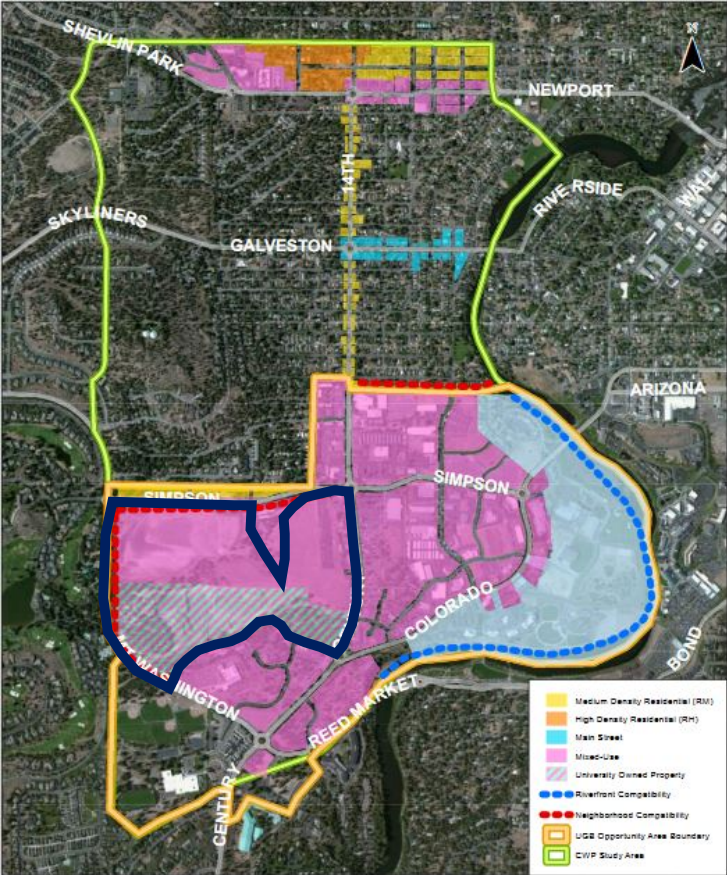 N
SHEVLIN PARK
NEWPORT
14TH
RIVERSIDE
WALL
SKYLINERS
GALVESTON
ARIZONA
SIMPSON
SIMPSON
COLORADO
BOND
MT WASHINGTON
REED MARKET
CENTURY
Medium Density Residential (RM)
High Density Residential (RH)
Main Street
Mixed-Use
University Owned Property
Riverfront Compatibility
Neighborhood Compatibility
UGB Opportunity Area Boundary
CWP Study Area